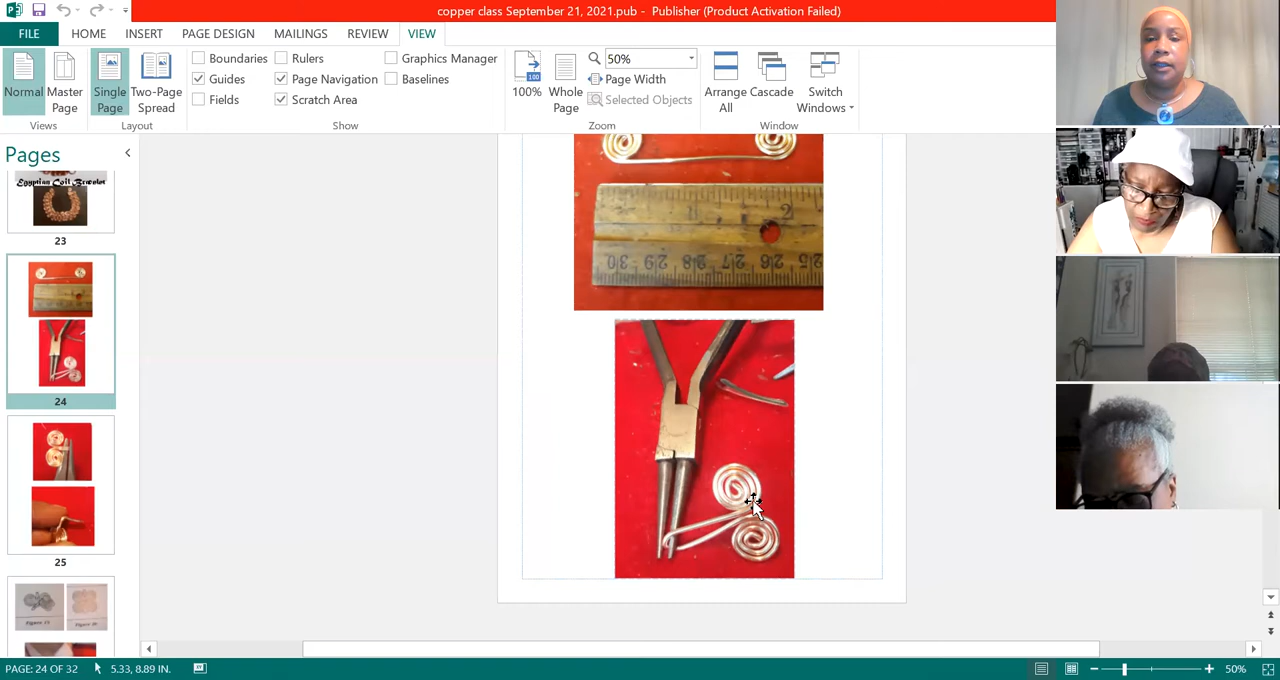 copper class September 21, 2021.pub - Publisher (Product Activation Failed)
FILE HOME INSERT PAGE DESIGN MAILINGS REVIEW VIEW
Normal
Master Page
Single Page
Two-Page Spread
Views
Layout
Boundaries
Guides
Fields
Rulers
Page Navigation
Scratch Area
Graphics Manager
Baselines
Show
100%
Whole Page
50%
Page Width
Selected Objects
Zoom
Arrange All
Cascade
Switch Windows
Window
Pages
Egyptian Coil Bracelet
23
24
25
2
30 29 28 27 26 25
PAGE: 24 OF 32
5.33, 8.89 IN.
50%